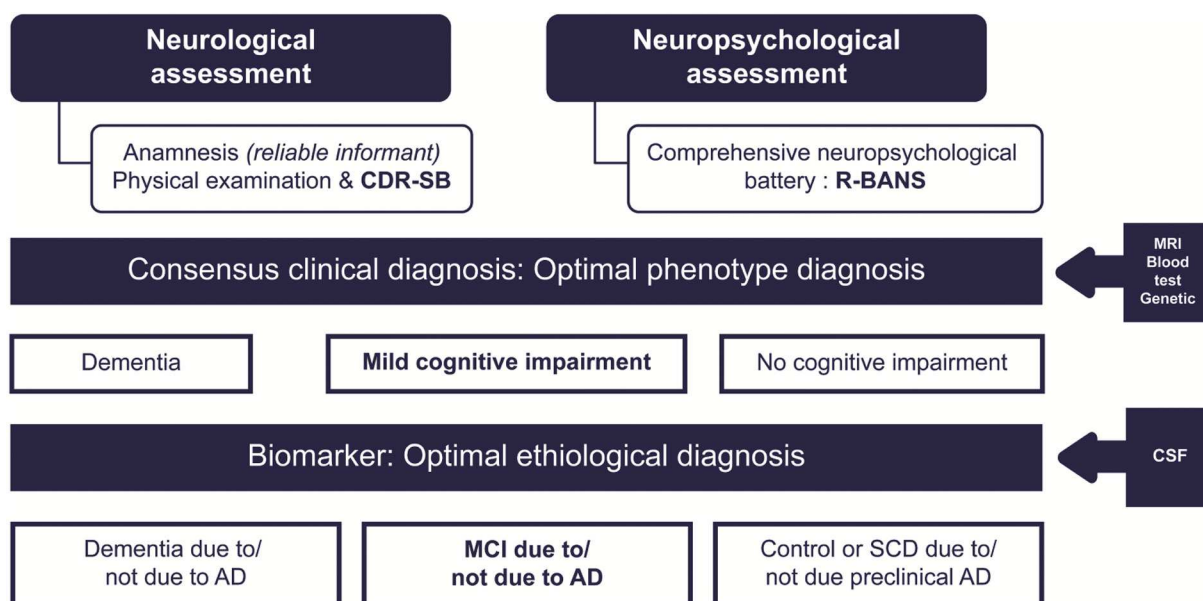 Neurological
assessment
Neuropsychological
assessment
Anamnesis (reliable informant)
Physical examination & CDR-SB
Comprehensive neuropsychological
battery : R-BANS
Consensus clinical diagnosis: Optimal phenotype diagnosis
MRI
Blood
test
Genetic
Dementia
Mild cognitive impairment
No cognitive impairment
Biomarker: Optimal ethiological diagnosis
CSF
Dementia due to/
not due to AD
MCI due to/
not due to AD
Control or SCD due to/
not due preclinical AD